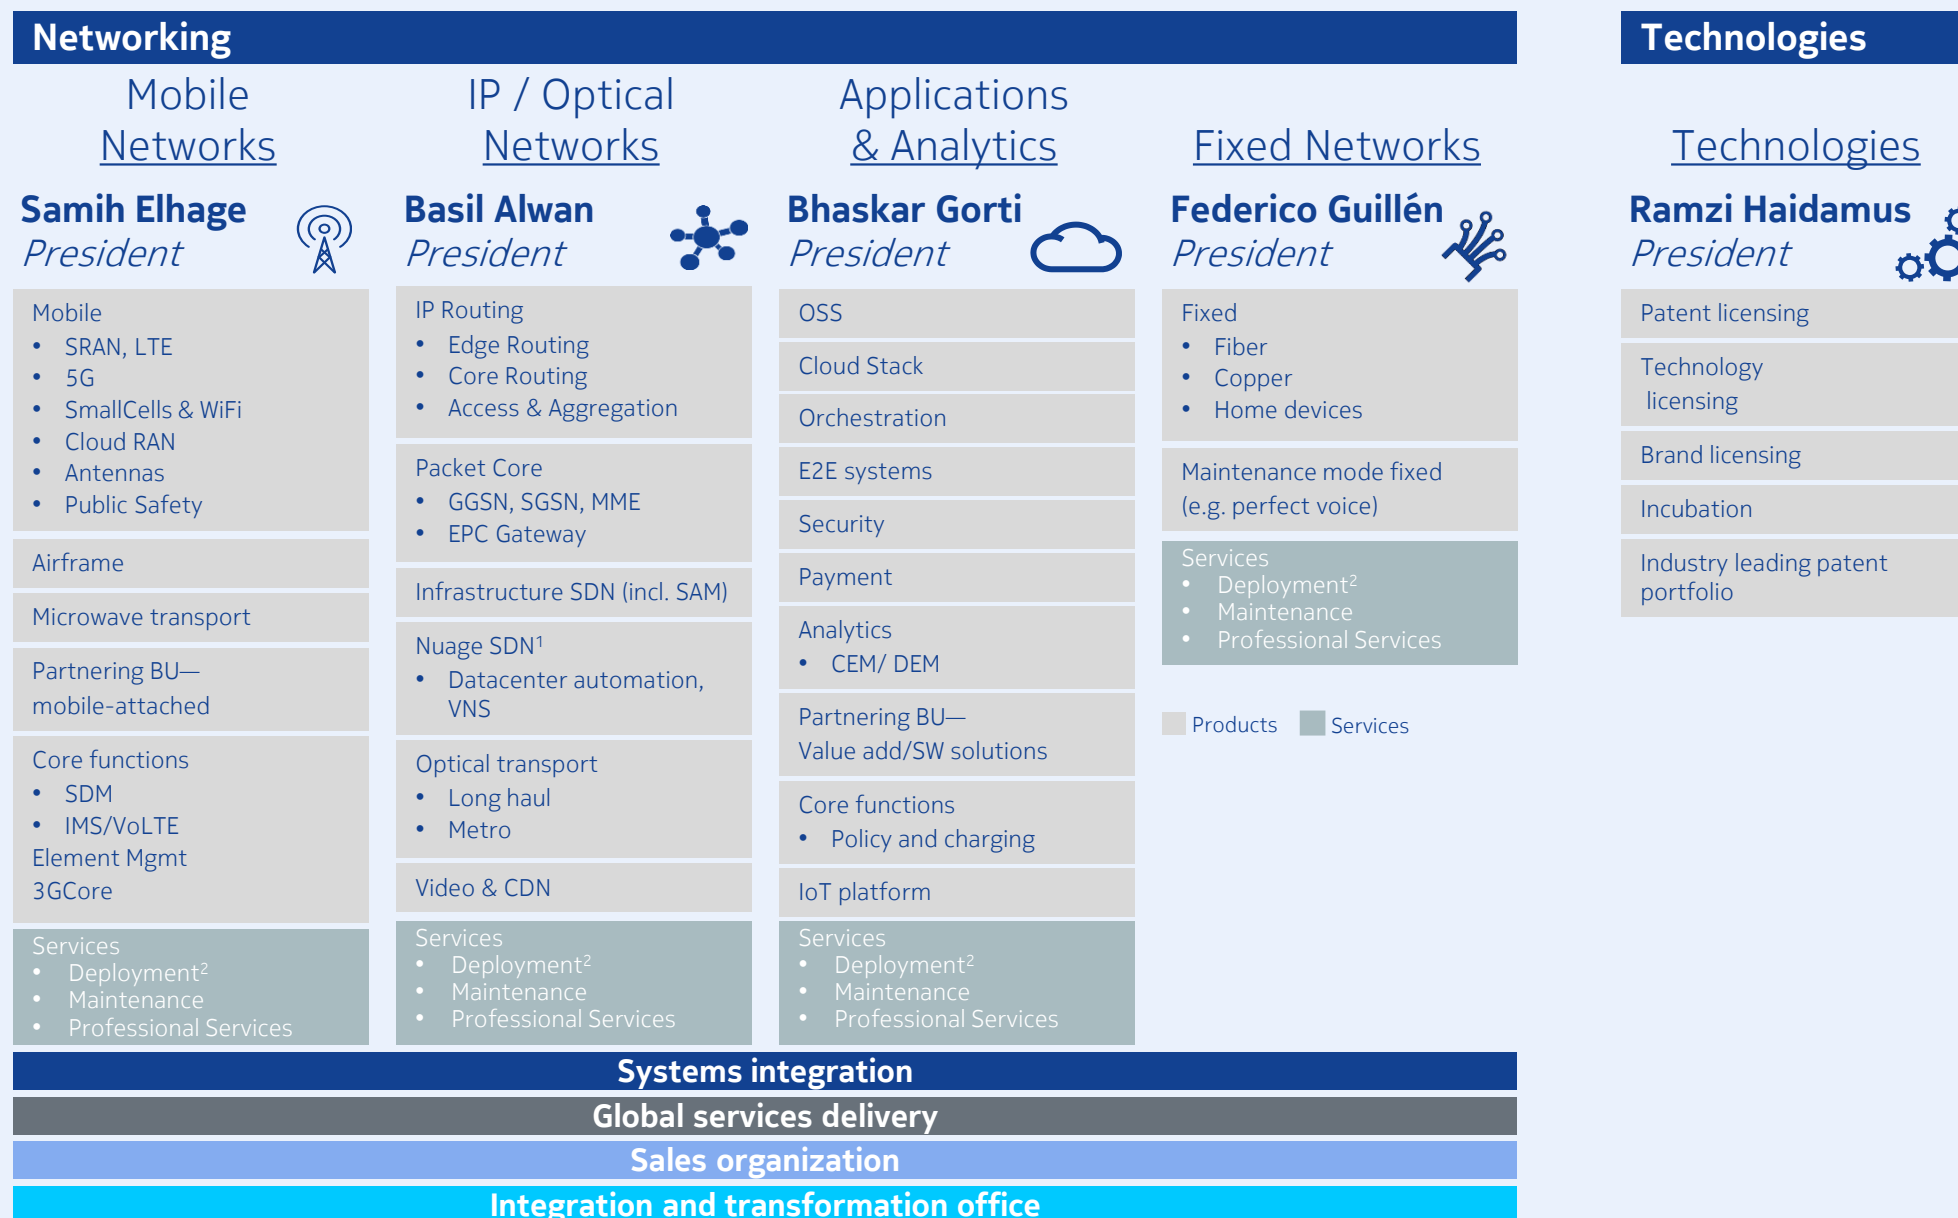 Networking
Mobile
Networks
Samih Elhage
President
Mobile
• SRAN, LTE
• 5G
• SmallCells & WiFi
• Cloud RAN
• Antennas
• Public Safety
Airframe
Microwave transport
Partnering BU—
mobile-attached
Core functions
• SDM
• IMS/VoLTE
Element Mgmt
3GCore
Services
• Deployment²
• Maintenance
• Professional Services
IP / Optical
Networks
Basil Alwan
President
IP Routing
• Edge Routing
• Core Routing
• Access & Aggregation
Packet Core
• GGSN, SGSN, MME
• EPC Gateway
Infrastructure SDN (incl. SAM)
Nuage SDN¹
• Datacenter automation,
VNS
Optical transport
• Long haul
• Metro
Video & CDN
Services
• Deployment²
• Maintenance
• Professional Services
Applications
& Analytics
Bhaskar Gorti
President
OSS
Cloud Stack
Orchestration
E2E systems
Security
Payment
Analytics
• CEM/ DEM
Partnering BU—
Value add/SW solutions
Core functions
• Policy and charging
IoT platform
Services
• Deployment²
• Maintenance
• Professional Services
Fixed Networks
Federico Guillén
President
Fixed
• Fiber
• Copper
• Home devices
Maintenance mode fixed
(e.g. perfect voice)
Services
• Deployment²
• Maintenance
• Professional Services
Products
Services
Systems integration
Global services delivery
Sales organization
Integration and transformation office
Technologies
Technologies
Ramzi Haidamus
President
Patent licensing
Technology
licensing
Brand licensing
Incubation
Industry leading patent
portfolio